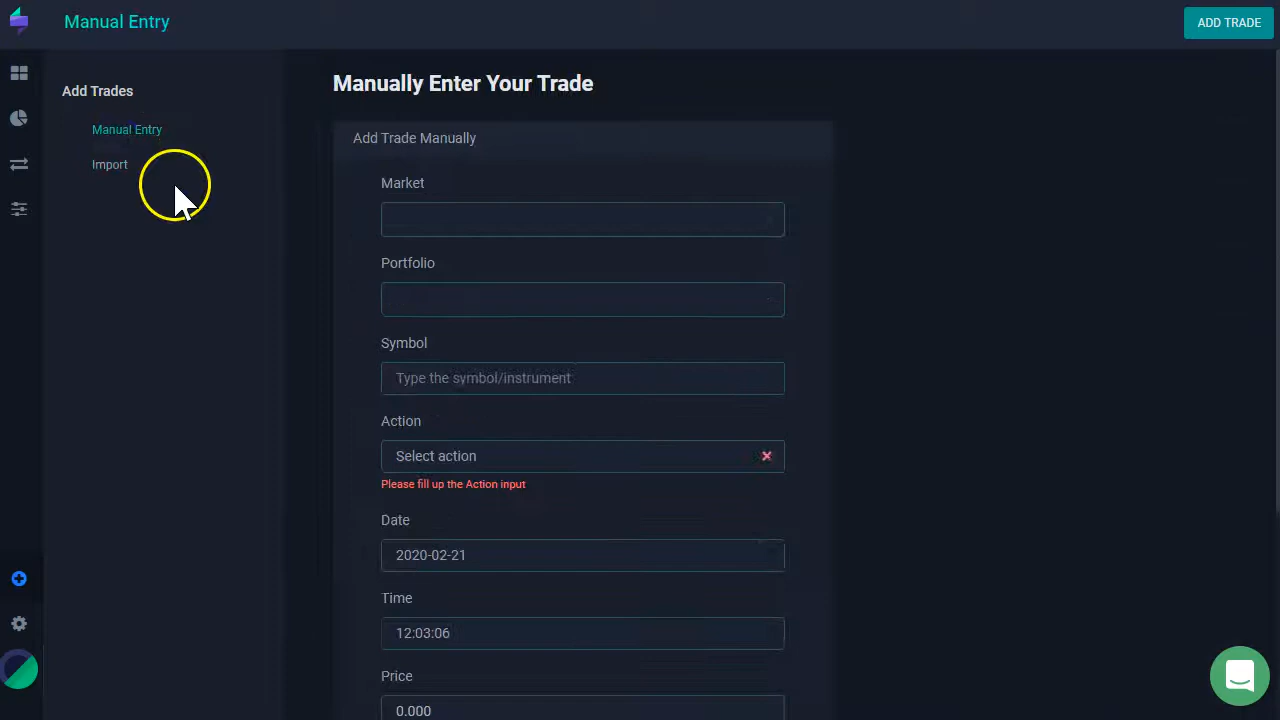 Manual Entry
ADD TRADE
Add Trades
Manual Entry
Import
Manually Enter Your Trade
Add Trade Manually
Market
Portfolio
Symbol
Type the symbol/instrument
Action
Select action
Please fill up the Action input
Date
2020-02-21
Time
12:03:06
Price
0.000